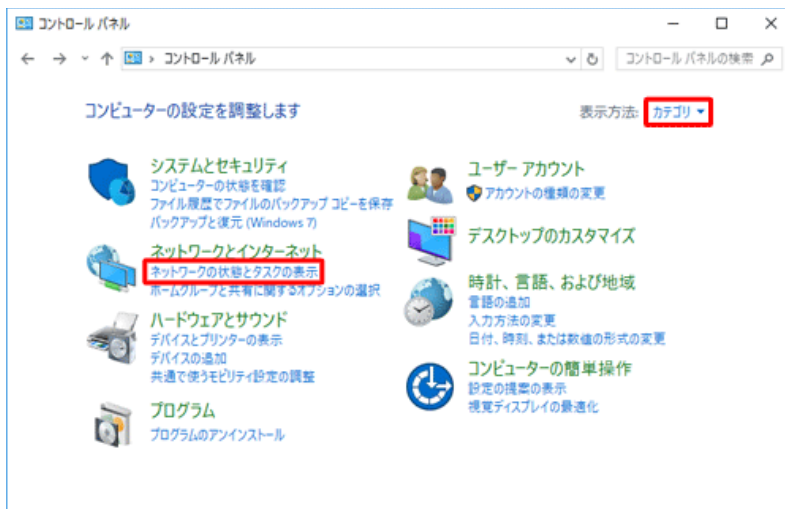 コントロール パネル
コントロール パネル
コントロール パネルの検索
コンピューターの設定を調整します
表示方法: カテゴリ
システムとセキュリティ
コンピューターの状態を確認
ファイル履歴でファイルのバックアップ コピーを保存
バックアップと復元 (Windows 7)
ネットワークとインターネット
ネットワークの状態とタスクの表示
ホームグループと共有に関するオプションの選択
ハードウェアとサウンド
デバイスとプリンターの表示
デバイスの追加
共通で使うモビリティ設定の調整
プログラム
プログラムのアンインストール
ユーザー アカウント
アカウントの種類の変更
デスクトップのカスタマイズ
時計、言語、および地域
言語の追加
入力方法の変更
日付、時刻、または数値の形式の変更
コンピューターの簡単操作
設定の提案の表示
視覚ディスプレイの最適化